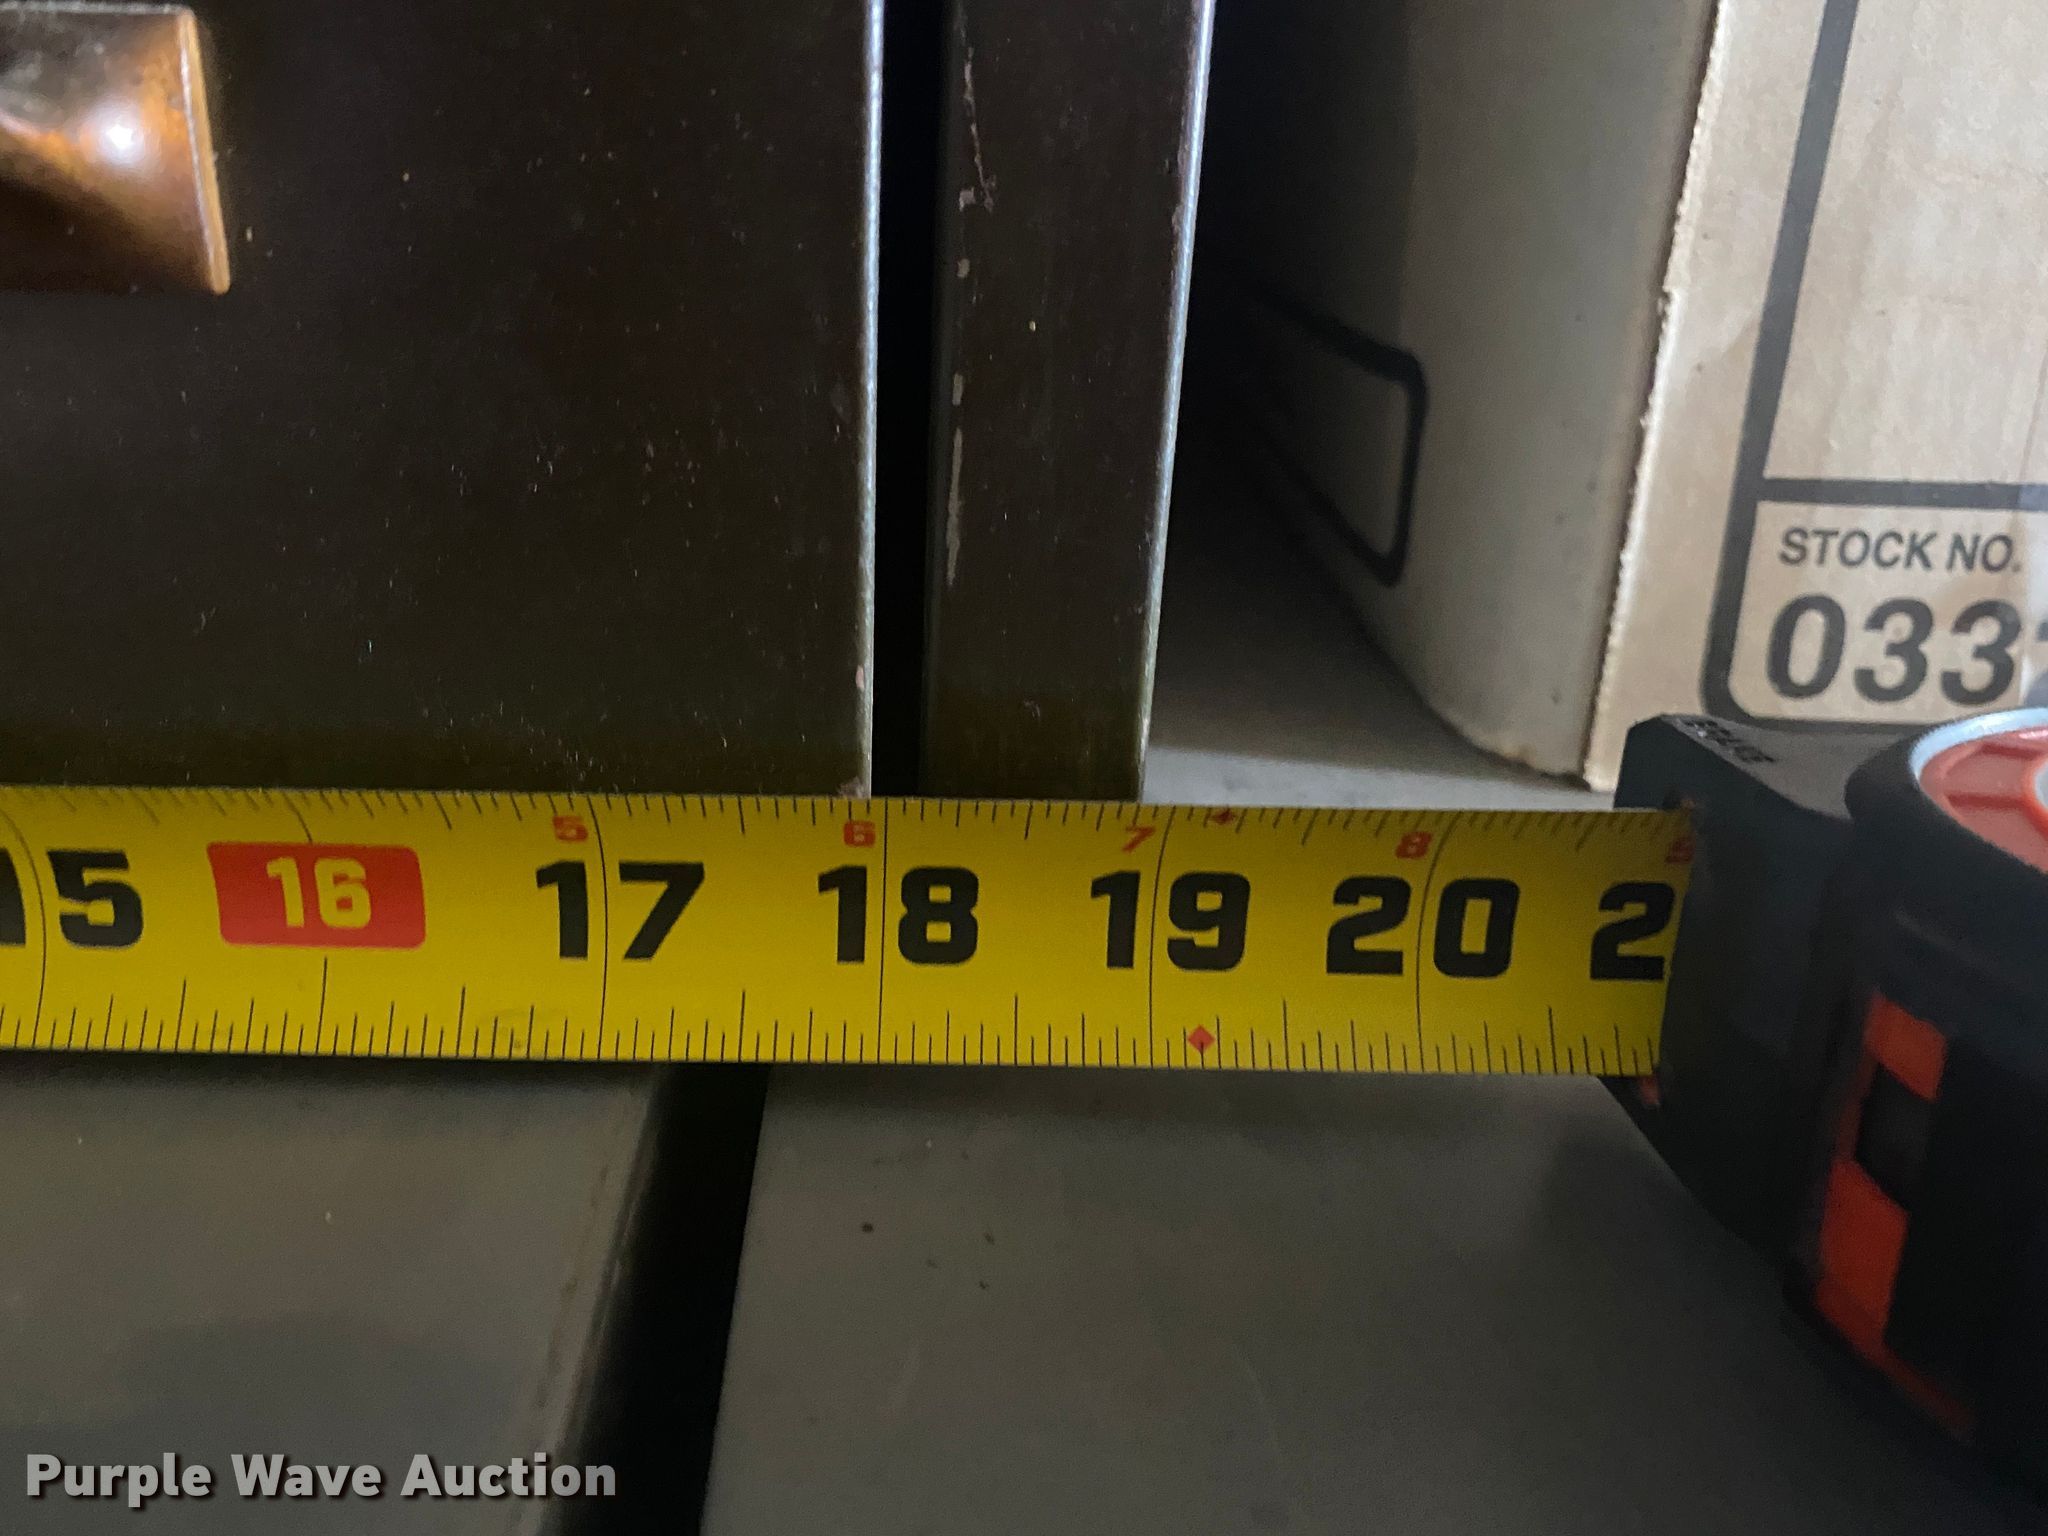 STOCK NO.
033
5 6 7 8
15 16 17 18 19 20 2
Purple Wave Auction